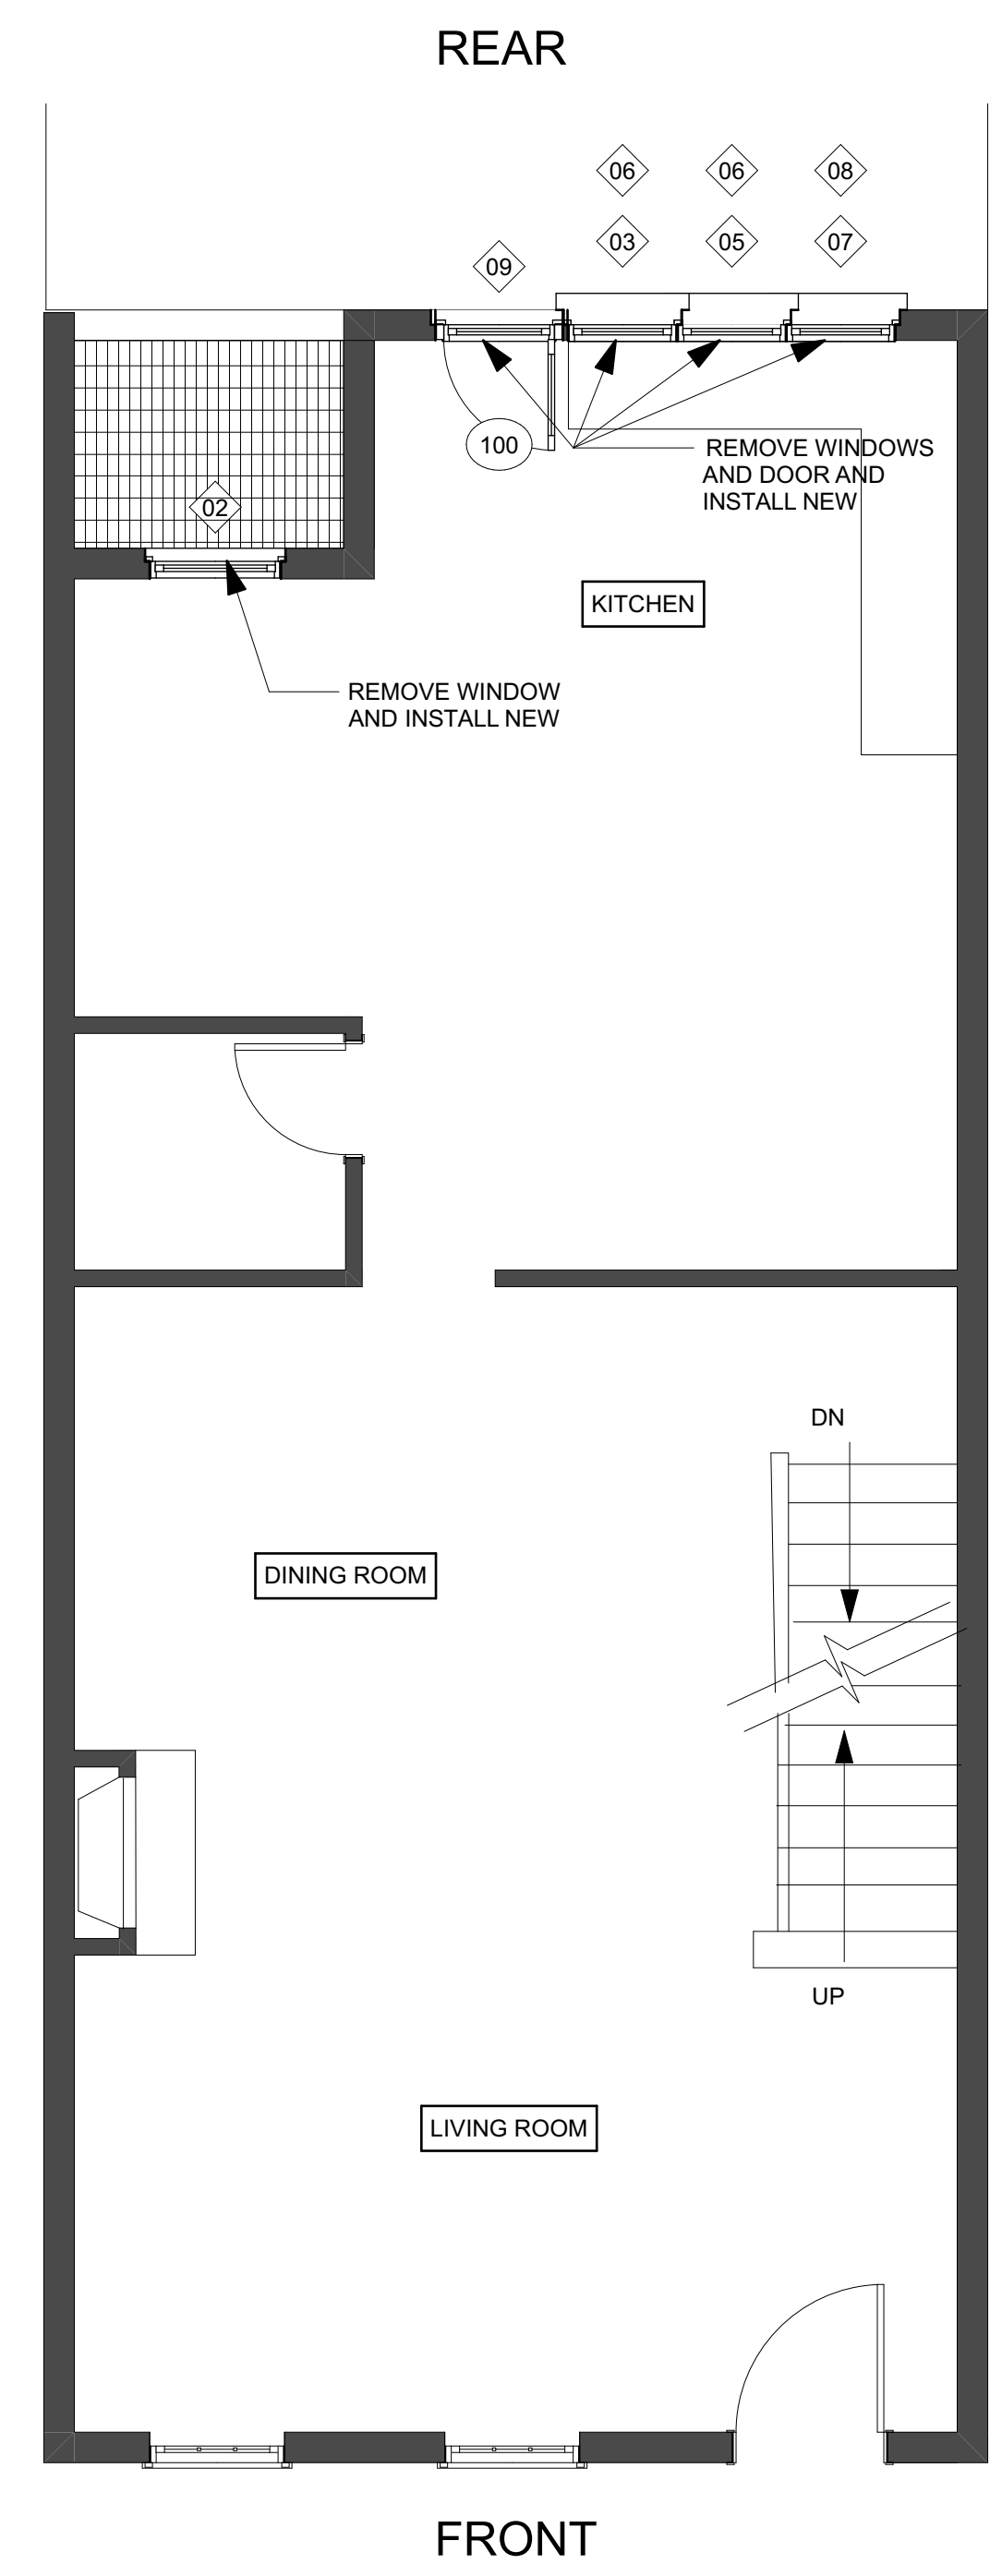 REAR
06 06 08
03 05 07
09
100
REMOVE WINDOWS
AND DOOR AND
INSTALL NEW
02
KITCHEN
REMOVE WINDOW
AND INSTALL NEW
DN
DINING ROOM
UP
LIVING ROOM
FRONT